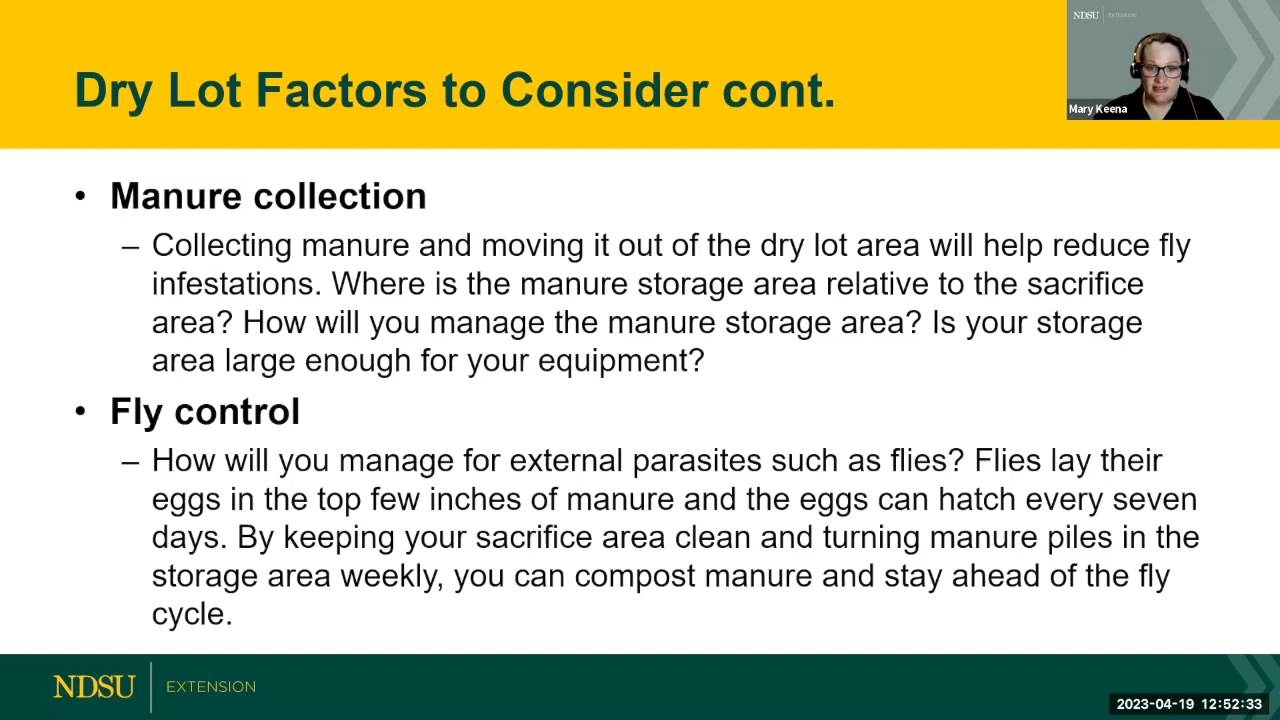 NDSU EXTENSION
Dry Lot Factors to Consider cont.
Mary Keena
• Manure collection
– Collecting manure and moving it out of the dry lot area will help reduce fly
infestations. Where is the manure storage area relative to the sacrifice
area? How will you manage the manure storage area? Is your storage
area large enough for your equipment?
• Fly control
– How will you manage for external parasites such as flies? Flies lay their
eggs in the top few inches of manure and the eggs can hatch every seven
days. By keeping your sacrifice area clean and turning manure piles in the
storage area weekly, you can compost manure and stay ahead of the fly
cycle.
NDSU EXTENSION
2023-04-19 12:52:33